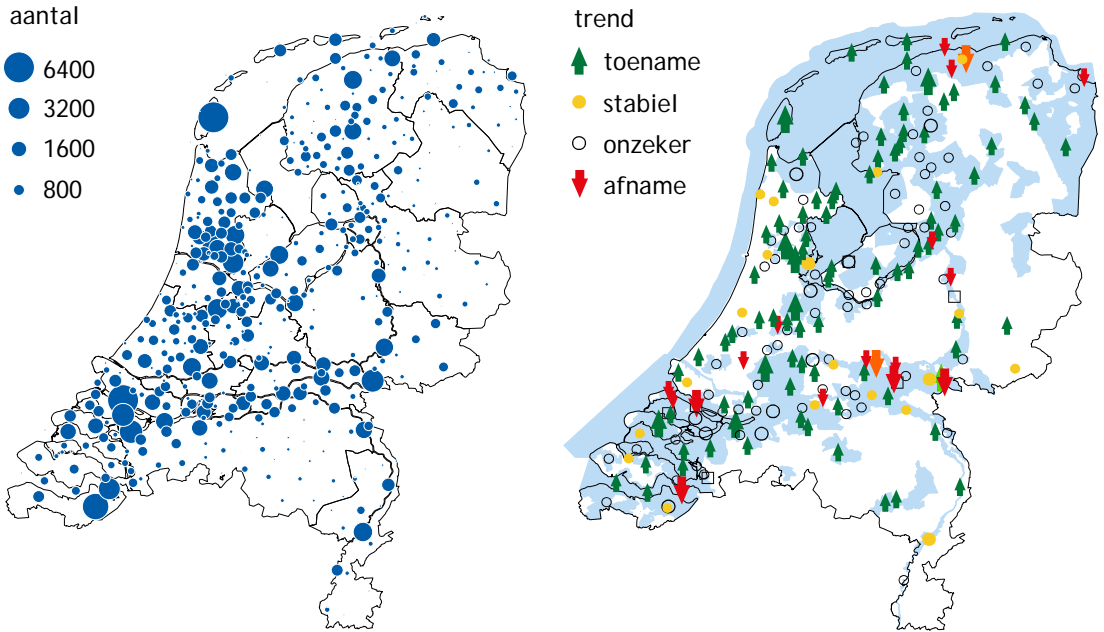 aantal
6400
3200
1600
800
trend
toename
stabiel
onzeker
afname